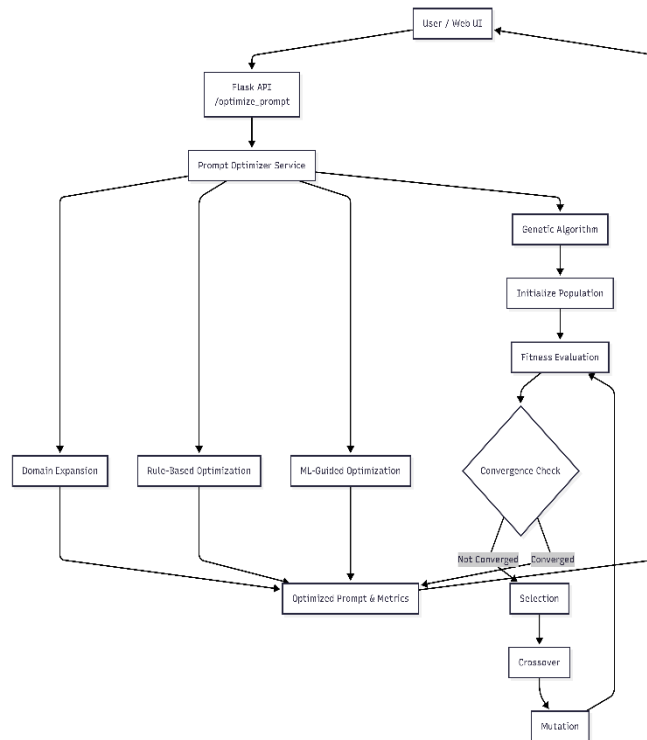 User / Web UI
Flask API
/optimize_prompt
Prompt Optimizer Service
Genetic Algorithm
Initialize Population
Fitness Evaluation
Domain Expansion
Rule-Based Optimization
ML-Guided Optimization
Convergence Check
Not Converged
Converged
Optimized Prompt & Metrics
Selection
Crossover
Mutation